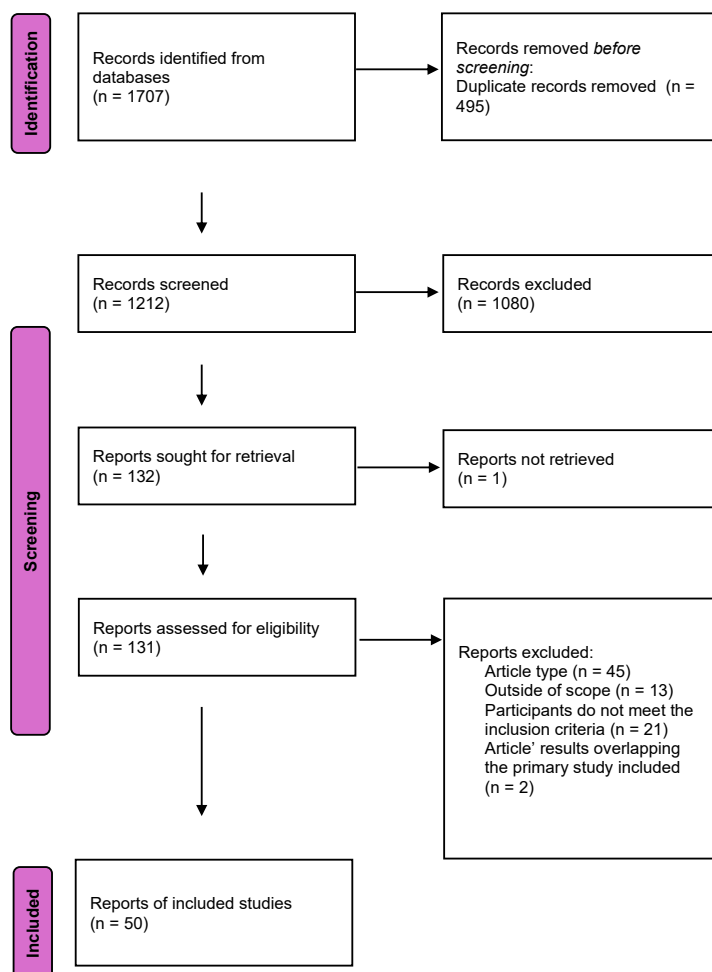 Identification
Records identified from
databases
(n = 1707)
Records removed before
screening:
Duplicate records removed (n =
495)
Records screened
(n = 1212)
Records excluded
(n = 1080)
Screening
Reports sought for retrieval
(n = 132)
Reports not retrieved
(n = 1)
Reports assessed for eligibility
(n = 131)
Reports excluded:
Article type (n = 45)
Outside of scope (n = 13)
Participants do not meet the
inclusion criteria (n = 21)
Article’ results overlapping
the primary study included
(n = 2)
Included
Reports of included studies
(n = 50)